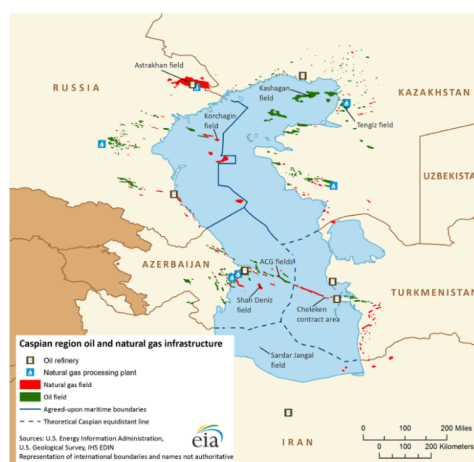 Astrakhan field
RUSSIA
Kashagan
field
KAZAKHSTAN
Korchagin
field
Tengiz field
UZBEKISTA
AZERBAIJAN
ACG fields
TURKMENISTAN
Shah Deniz
field
Cheleken
contract area
Sardar Jangal
field
IRAN
Caspian region oil and natural gas infrastructure
Oil refinery
Natural gas processing plant
Natural gas field
Oil field
Agreed-upon maritime boundaries
Theoretical Caspian equidistant line
Sources: U.S. Energy Information Administration,
U.S. Geological Survey, IHS EDIN
Representation of international boundaries and names not authoritative
eia
0 200 Miles
0 200 Kilometers